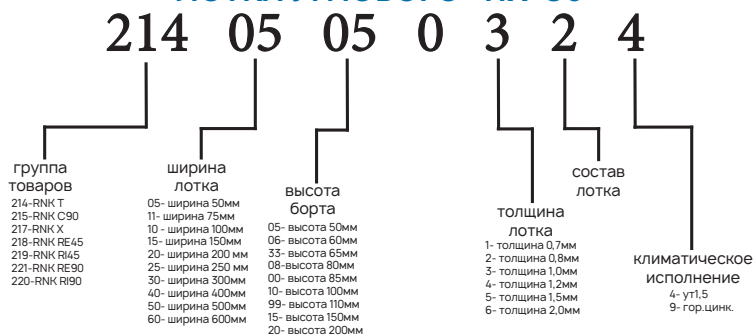 214 05 05 0 3 2 4
группа
товаров
214-RNK T
215-RNK C90
217-RNK X
218-RNK RE45
219-RNK RI45
221-RNK RE90
220-RNK RI90
ширина
лотка
05- ширина 50мм
11- ширина 75мм
10 - ширина 100мм
15- ширина 150мм
20- ширина 200 мм
25- ширина 250 мм
30- ширина 300мм
40- ширина 400мм
50- ширина 500мм
60- ширина 600мм
высота
борта
05- высота 50мм
06- высота 60мм
33- высота 65мм
08-высота 80мм
00- высота 85мм
10- высота 100мм
99- высота 110мм
15- высота 150мм
20- высота 200мм
толщина
лотка
1- толщина 0,7мм
2- толщина 0,8мм
3- толщина 1,0мм
4- толщина 1,2мм
5- толщина 1,5мм
6- толщина 2,0мм
состав
лотка
климатическое
исполнение
4- ут1,5
9- гор.цинк.